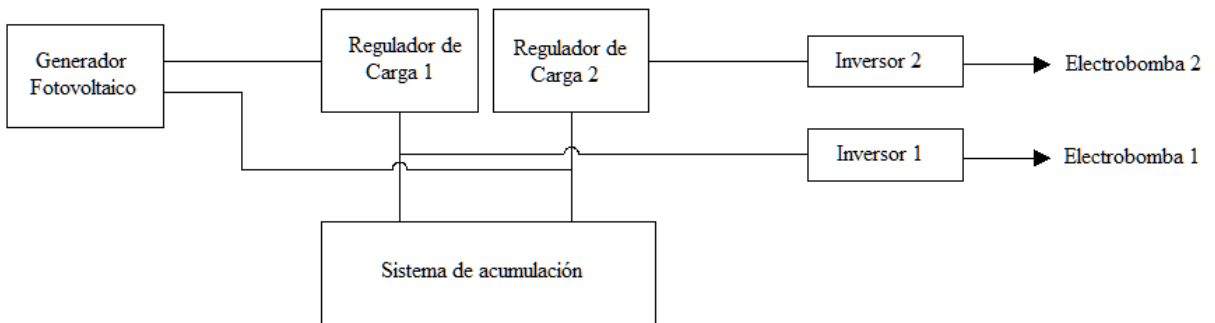 Generador
Fotovoltaico
Regulador de
Carga 1
Regulador de
Carga 2
Inversor 2
Electrobomba 2
Inversor 1
Electrobomba 1
Sistema de acumulación